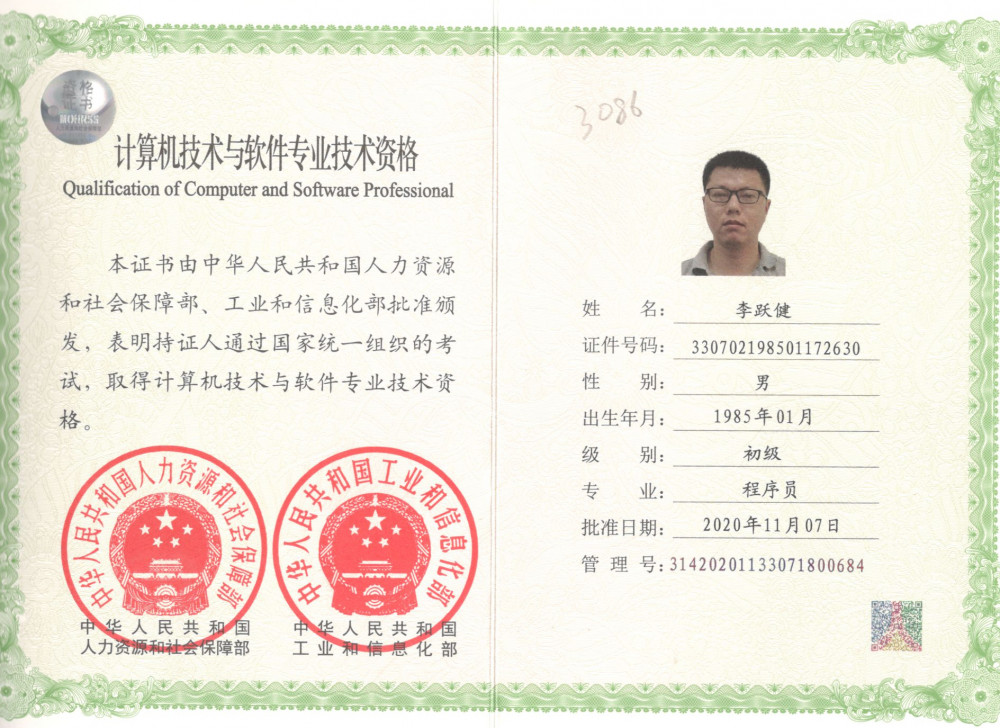 资格
证书
MOHRSS
计算机技术与软件专业技术资格
Qualification of Computer and Software Professional
本证书由中华人民共和国人力资源
和社会保障部、工业和信息化部批准颁
发，表明持证人通过国家统一组织的考
试，取得计算机技术与软件专业技术资
格。
中华人民共和国人力资源和社会保障部
中华人民共和国工业和信息化部
中华人民共和国
人力资源和社会保障部
中华人民共和国
工业和信息化部
3086
姓名：李跃健
证件号码：330702198501172630
性别：男
出生年月：1985年01月
级别：初级
专业：程序员
批准日期：2020年11月07日
管理号：31420201133071800684